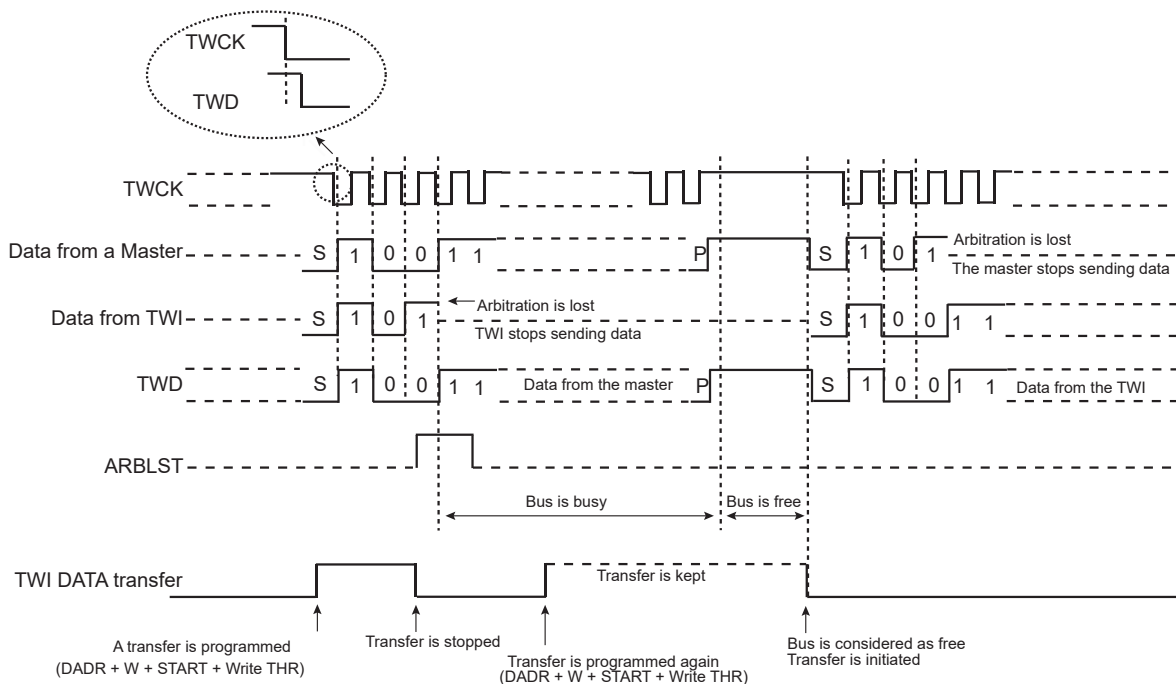 TWCK
TWD
TWCK
Data from a Master S 1 0 0 1 1 P S 1 0 1 Arbitration is lost
The master stops sending data
Data from TWI S 1 0 1 Arbitration is lost S 1 0 0 1 1
TWI stops sending data
TWD S 1 0 0 1 1 Data from the master P S 1 0 0 1 1 Data from the TWI
ARBLST
Bus is busy Bus is free
TWI DATA transfer Transfer is kept
A transfer is programmed
(DADR + W + START + Write THR)
Transfer is stopped
Transfer is programmed again
(DADR + W + START + Write THR)
Bus is considered as free
Transfer is initiated